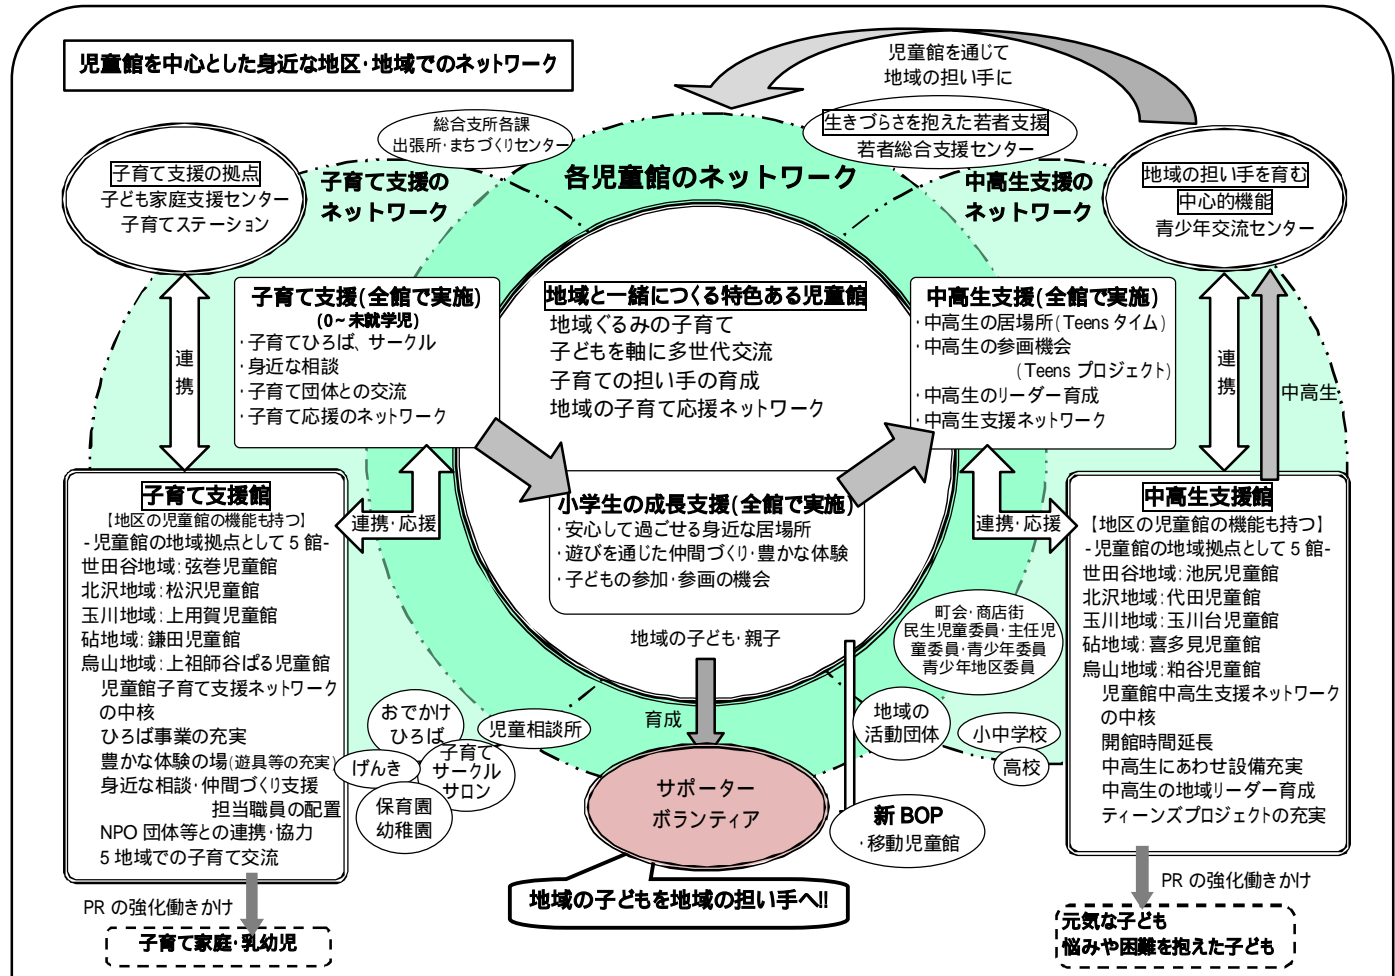 児童館を中心とした身近な地区・地域でのネットワーク
児童館を通じて
地域の担い手に
総合支所各課
出張所・まちづくりセンター
生きづらさを抱えた若者支援
若者総合支援センター
子育て支援の拠点
子ども家庭支援センター
子育てステーション
子育て支援の
ネットワーク
各児童館のネットワーク
中高生支援の
ネットワーク
地域の担い手を育む
中心的機能
青少年交流センター
連携
子育て支援(全館で実施)
(0~未就学児)
・子育てひろば、サークル
・身近な相談
・子育て団体との交流
・子育て応援のネットワーク
地域と一緒につくる特色ある児童館
地域ぐるみの子育て
子どもを軸に多世代交流
子育ての担い手の育成
地域の子育て応援ネットワーク
中高生支援(全館で実施)
・中高生の居場所(Teens タイム)
・中高生の参画機会
(Teens プロジェクト)
・中高生のリーダー育成
・中高生支援ネットワーク
連携
中高生
小学生の成長支援(全館で実施)
・安心して過ごせる身近な居場所
・遊びを通じた仲間づくり・豊かな体験
・子どもの参加・参画の機会
連携・応援
連携・応援
子育て支援館
【地区の児童館の機能も持つ】
-児童館の地域拠点として5館-
世田谷地域:弦巻児童館
北沢地域:松沢児童館
玉川地域:上用賀児童館
砧地域:鎌田児童館
烏山地域:上祖師谷ぱる児童館
児童館子育て支援ネットワーク
の中核
ひろば事業の充実
豊かな体験の場(遊具等の充実)
身近な相談・仲間づくり支援
担当職員の配置
NPO 団体等との連携・協力
5 地域での子育て交流
中高生支援館
【地区の児童館の機能も持つ】
-児童館の地域拠点として5館-
世田谷地域:池尻児童館
北沢地域:代田児童館
玉川地域:玉川台児童館
砧地域:喜多見児童館
烏山地域:粕谷児童館
児童館中高生支援ネットワーク
の中核
開館時間延長
中高生にあわせ設備充実
中高生の地域リーダー育成
ティーンズプロジェクトの充実
地域の子ども・親子
育成
町会・商店街
民生児童委員・主任児
童委員・青少年委員
青少年地区委員
おでかけ
ひろば
児童相談所
げんき
子育て
サークル
サロン
保育園
幼稚園
地域の
活動団体
小中学校
高校
サポーター
ボランティア
新 BOP
・移動児童館
地域の子どもを地域の担い手へ!!
PR の強化働きかけ
子育て家庭・乳幼児
PR の強化働きかけ
元気な子ども
悩みや困難を抱えた子ども